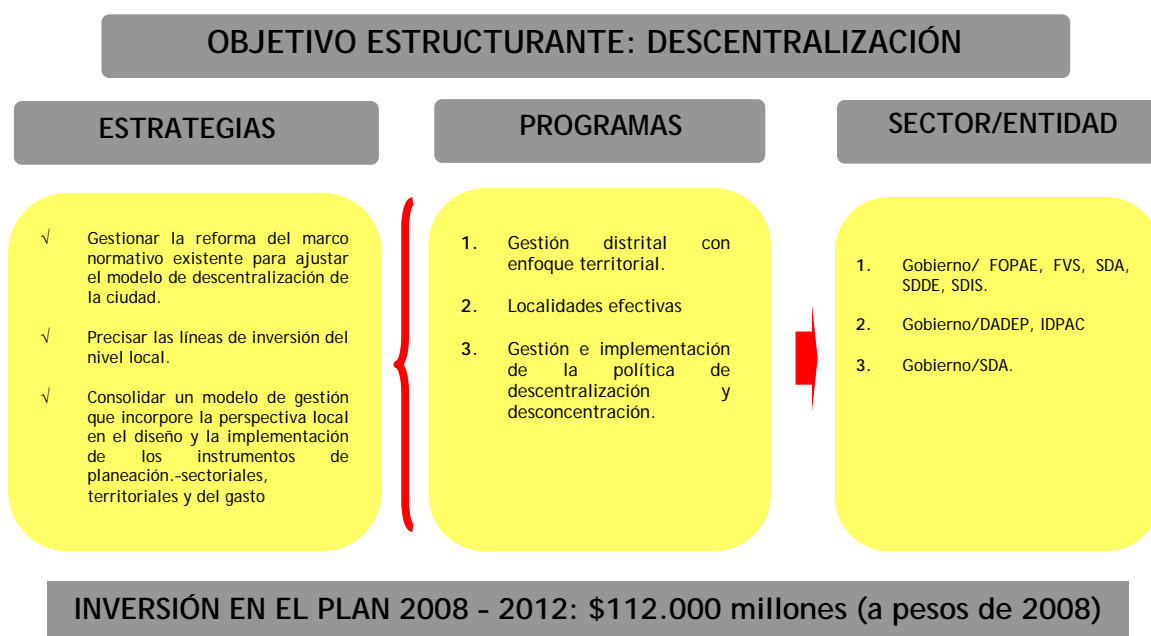 OBJETIVO ESTRUCTURANTE: DESCENTRALIZACIÓN
ESTRATEGIAS
√ Gestionar la reforma del marco
normativo existente para ajustar
el modelo de descentralización de
la ciudad.
√ Precisar las líneas de inversión del
nivel local.
√ Consolidar un modelo de gestión
que incorpore la perspectiva local
en el diseño y la implementación
de los instrumentos de
planeación.-sectoriales,
territoriales y del gasto
PROGRAMAS
1. Gestión distrital con
enfoque territorial.
2. Localidades efectivas
3. Gestión e implementación
de la política de
descentralización y
desconcentración.
SECTOR/ENTIDAD
1. Gobierno/ FOPAE, FVS, SDA,
SDDE, SDIS.
2. Gobierno/DADEP, IDPAC
3. Gobierno/SDA.
INVERSIÓN EN EL PLAN 2008 - 2012: $112.000 millones (a pesos de 2008)